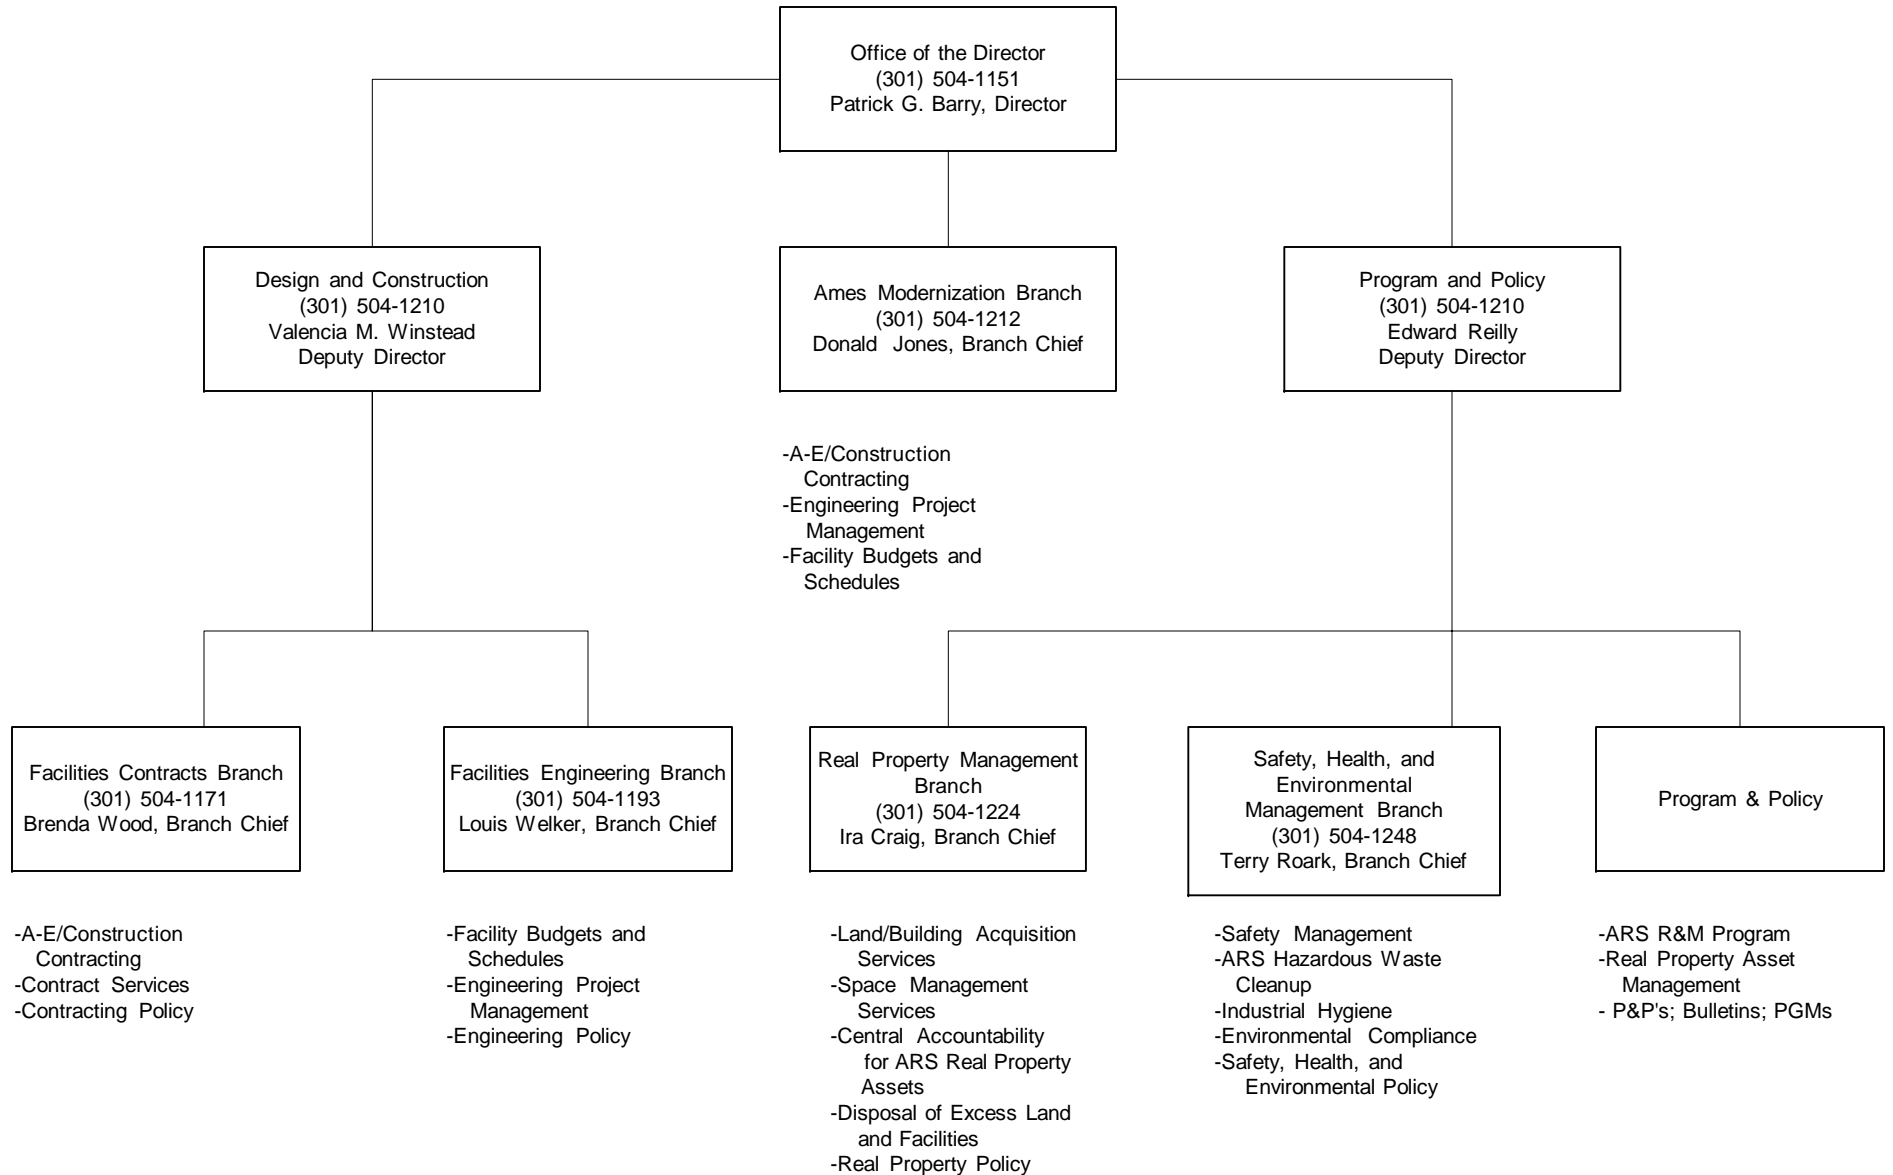 Office of the Director
(301) 504-1151
Patrick G. Barry, Director
Design and Construction
(301) 504-1210
Valencia M. Winstead
Deputy Director
Ames Modernization Branch
(301) 504-1212
Donald Jones, Branch Chief
Program and Policy
(301) 504-1210
Edward Reilly
Deputy Director
-A-E/Construction
Contracting
-Engineering Project
Management
-Facility Budgets and
Schedules
Facilities Contracts Branch
(301) 504-1171
Brenda Wood, Branch Chief
Facilities Engineering Branch
(301) 504-1193
Louis Welker, Branch Chief
Real Property Management
Branch
(301) 504-1224
Ira Craig, Branch Chief
Safety, Health, and
Environmental
Management Branch
(301) 504-1248
Terry Roark, Branch Chief
Program & Policy
-A-E/Construction
Contracting
-Contract Services
-Contracting Policy
-Facility Budgets and
Schedules
-Engineering Project
Management
-Engineering Policy
-Land/Building Acquisition
Services
-Space Management
Services
-Central Accountability
for ARS Real Property
Assets
-Disposal of Excess Land
and Facilities
-Real Property Policy
-Safety Management
-ARS Hazardous Waste
Cleanup
-Industrial Hygiene
-Environmental Compliance
-Safety, Health, and
Environmental Policy
-ARS R&M Program
-Real Property Asset
Management
- P&P's; Bulletins; PGMs